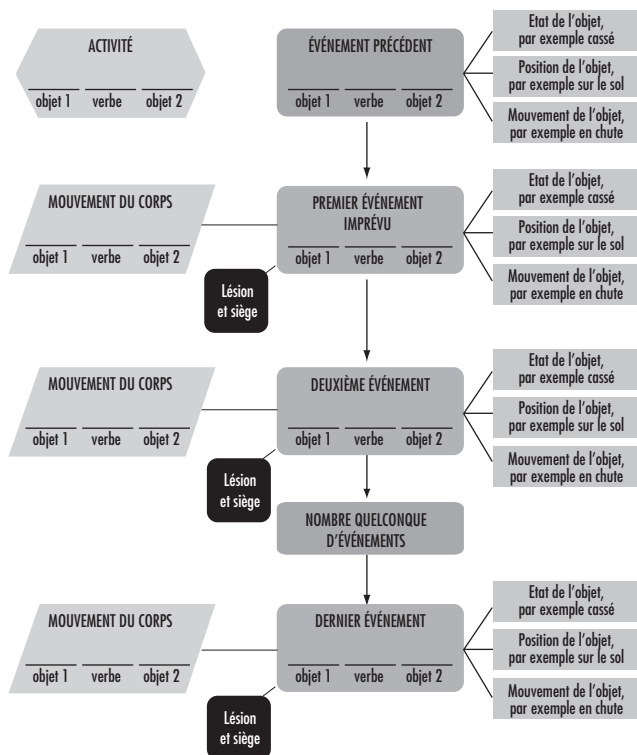 ACTIVITÉ
objet 1 verbe objet 2
ÉVÉNEMENT PRÉCÉDENT
objet 1 verbe objet 2
Etat de l'objet,
par exemple cassé
Position de l'objet,
par exemple sur le sol
Mouvement de l'objet,
par exemple en chute
MOUVEMENT DU CORPS
objet 1 verbe objet 2
PREMIER ÉVÉNEMENT
IMPRÉVU
objet 1 verbe objet 2
Lésion
et siège
Etat de l'objet,
par exemple cassé
Position de l'objet,
par exemple sur le sol
Mouvement de l'objet,
par exemple en chute
MOUVEMENT DU CORPS
objet 1 verbe objet 2
DEUXIÈME ÉVÉNEMENT
objet 1 verbe objet 2
Lésion
et siège
Etat de l'objet,
par exemple cassé
Position de l'objet,
par exemple sur le sol
Mouvement de l'objet,
par exemple en chute
NOMBRE QUELCONQUE
D'ÉVÉNEMENTS
MOUVEMENT DU CORPS
objet 1 verbe objet 2
DERNIER ÉVÉNEMENT
objet 1 verbe objet 2
Lésion
et siège
Etat de l'objet,
par exemple cassé
Position de l'objet,
par exemple sur le sol
Mouvement de l'objet,
par exemple en chute